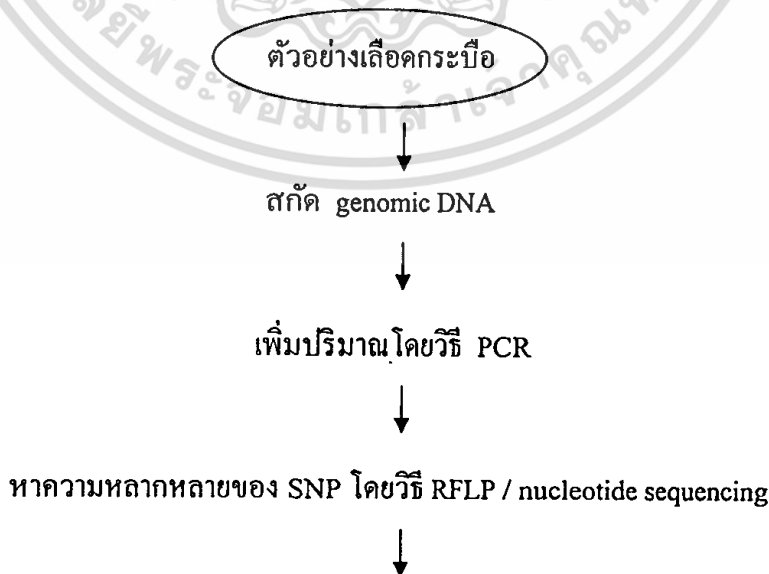 ตัวอย่างเลือดกระบือ
สกัด genomic DNA
เพิ่มปริมาณโดยวิธี PCR
หาความหลากหลายของ SNP โดยวิธี RFLP / nucleotide sequencing